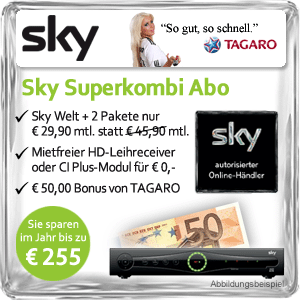 sky
“So gut, so schnell.”
TAGARO
Sky Superkombi Abo
✓ Sky Welt + 2 Pakete nur
€ 29,90 mtl. statt € 45,90 mtl.
✓ Mietfreier HD-Leihreceiver
oder CI Plus-Modul für € 0,-
✓ € 50,00 Bonus von TAGARO
sky
autorisierter
Online-Händler
Sie sparen
im Jahr bis zu
€ 255
50
Abbildungsbeispiel